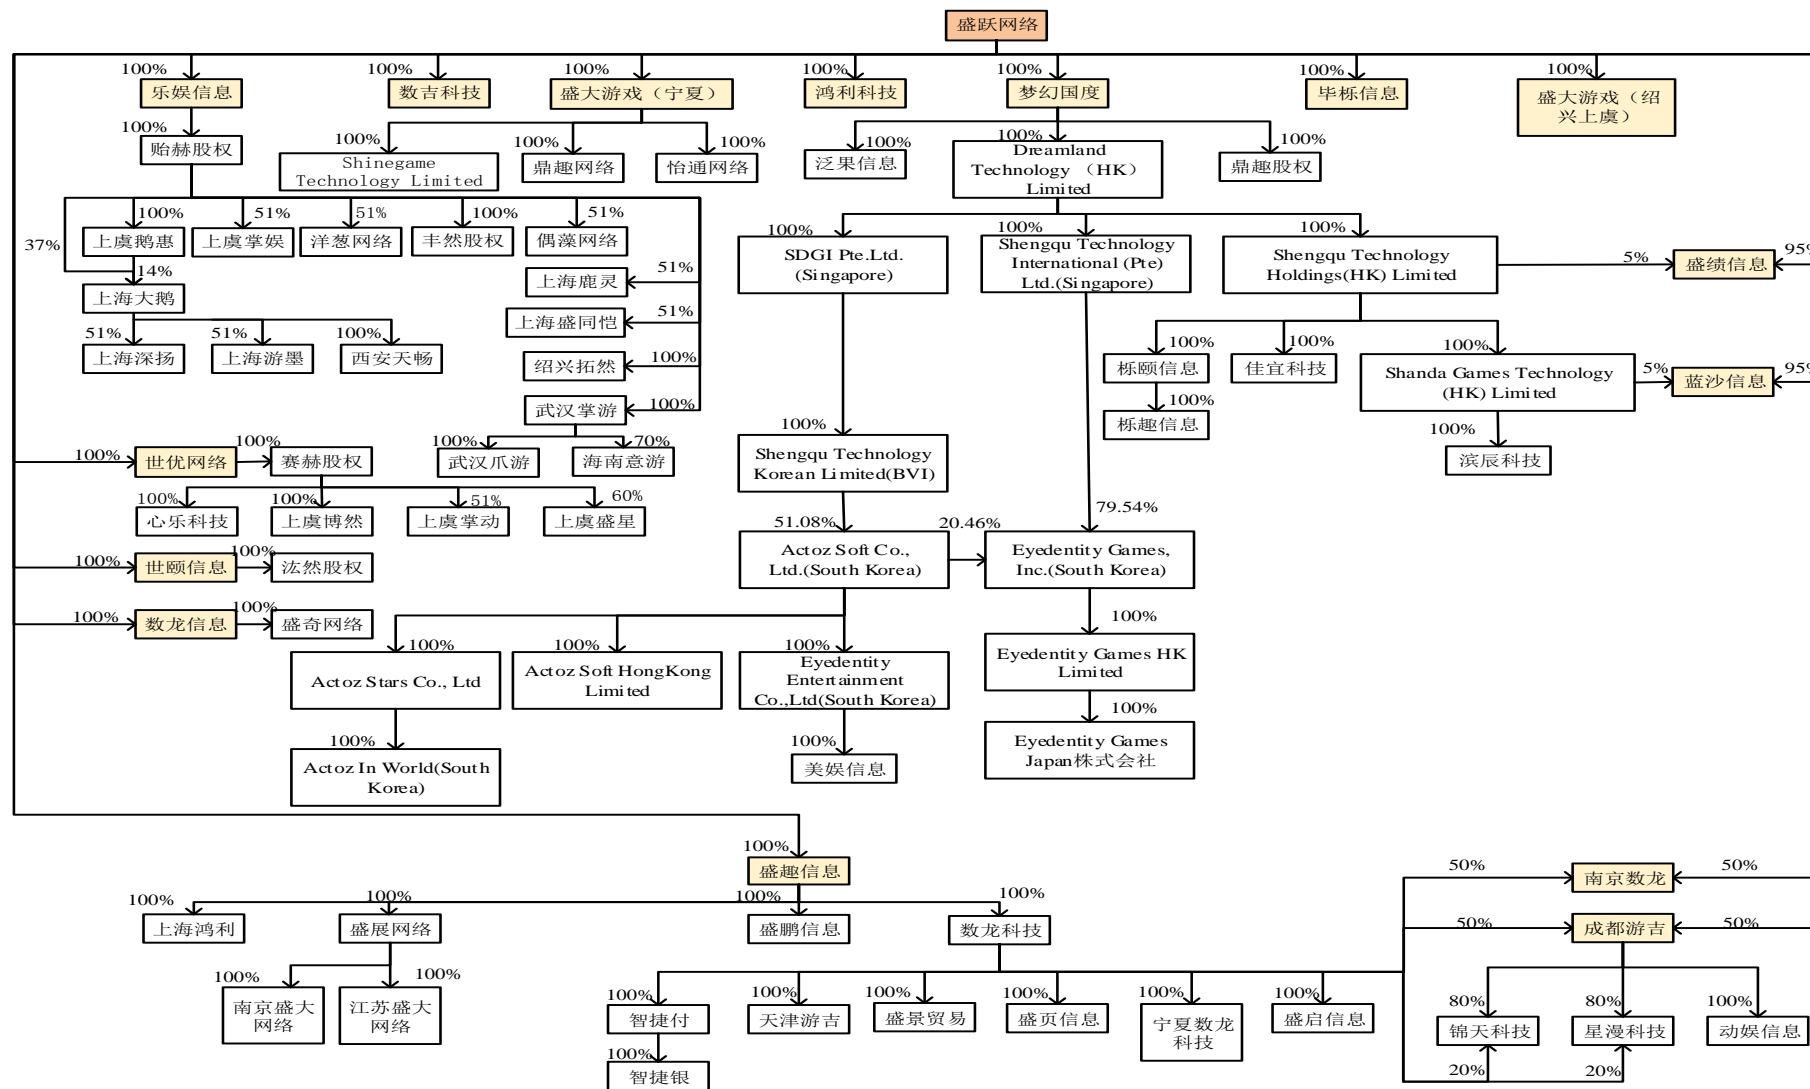 盛跃网络
100%
100%
100%
100%
100%
100%
100%
乐娱信息
数吉科技
盛大游戏（宁夏）
鸿利科技
梦幻国度
毕栎信息
盛大游戏（绍
兴上虞）
100%
贻赫股权
100%
Shinegame
Technology Limited
100%
鼎趣网络
100%
怡通网络
100%
泛果信息
100%
Dreamland
Technology （HK）
Limited
100%
鼎趣股权
37%
100%
上虞鹅惠
51%
上虞掌娱
51%
洋葱网络
100%
丰然股权
51%
偶藻网络
14%
上海大鹅
51%
上海深扬
51%
上海游墨
100%
西安天畅
上海鹿灵
51%
上海盛同恺
51%
绍兴拓然
100%
武汉掌游
100%
100%
武汉爪游
70%
海南意游
100%
SDGI Pte.Ltd.
(Singapore)
100%
Shengqu Technology
International (Pte)
Ltd.(Singapore)
100%
Shengqu Technology
Holdings(HK) Limited
5%
盛绩信息
95%
100%
栎颐信息
100%
栎趣信息
100%
佳宜科技
100%
Shanda Games Technology
(HK) Limited
5%
蓝沙信息
95%
100%
滨辰科技
100%
Shengqu Technology
Korean Limited(BVI)
100%
世优网络
100%
赛赫股权
100%
心乐科技
100%
上虞博然
51%
上虞掌动
60%
上虞盛星
100%
世颐信息
100%
汯然股权
100%
数龙信息
100%
盛奇网络
51.08%
Actoz Soft Co.,
Ltd.(South Korea)
20.46%
79.54%
Eyedentity Games,
Inc.(South Korea)
100%
Actoz Stars Co., Ltd
100%
Actoz Soft HongKong
Limited
100%
Eyedentity
Entertainment
Co.,Ltd(South Korea)
100%
Eyedentity Games HK
Limited
100%
Actoz In World(South
Korea)
100%
美娱信息
100%
Eyedentity Games
Japan株式会社
100%
盛趣信息
100%
上海鸿利
100%
盛展网络
100%
盛鹏信息
100%
数龙科技
50%
南京数龙
50%
50%
成都游吉
50%
100%
南京盛大
网络
100%
江苏盛大
网络
100%
智捷付
100%
天津游吉
100%
盛景贸易
100%
盛页信息
100%
宁夏数龙
科技
100%
盛启信息
80%
锦天科技
80%
星漫科技
100%
动娱信息
100%
智捷银
20%
20%